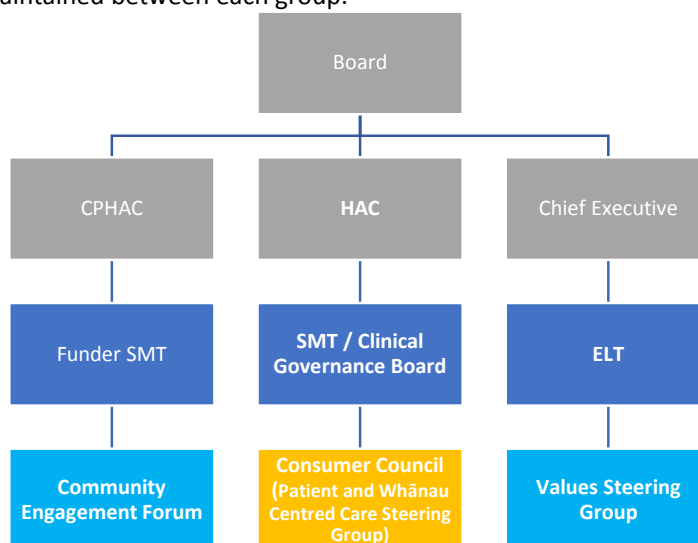 aintained between each group.
Board
CPHAC
HAC
Chief Executive
Funder SMT
SMT / Clinical
Governance Board
ELT
Community
Engagement Forum
Consumer Council
(Patient and Whānau
Centred Care Steering
Group)
Values Steering
Group